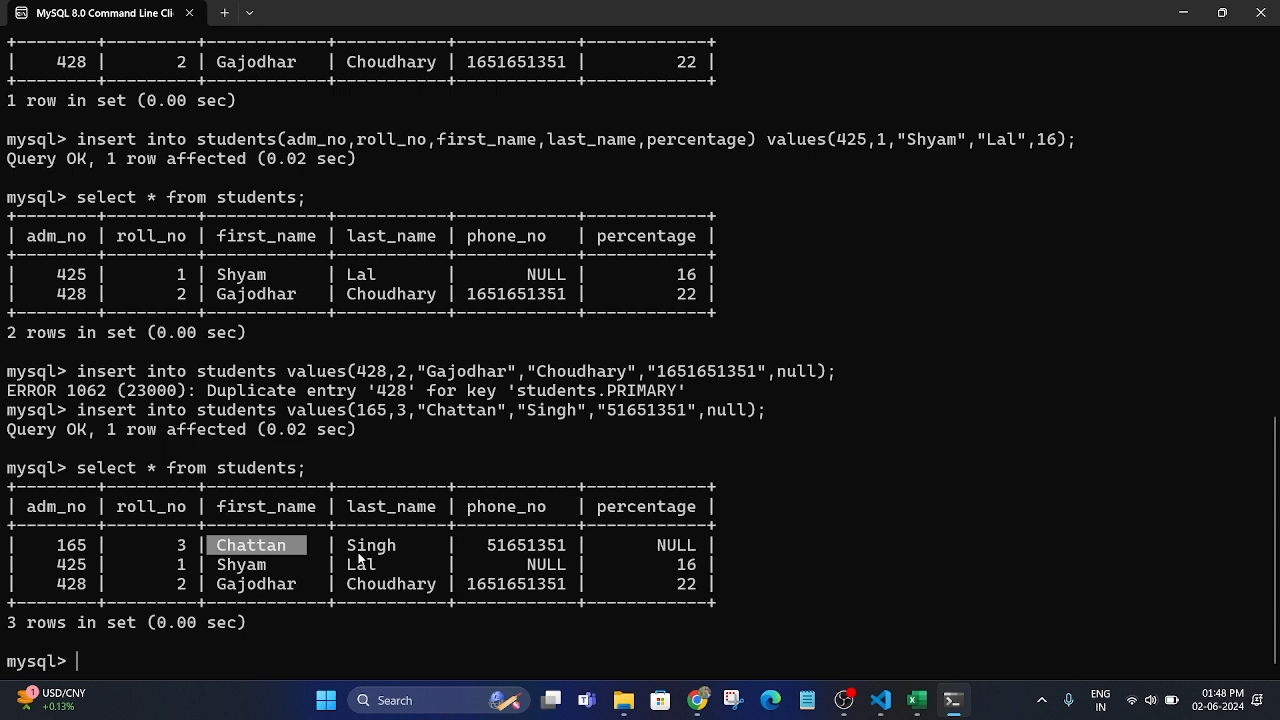 MySQL 8.0 Command Line Cli
+--------+---------+------------+-----------+------------+------------+
|    428 |       2 | Gajodhar   | Choudhary | 1651651351 |         22 |
+--------+---------+------------+-----------+------------+------------+
1 row in set (0.00 sec)
mysql> insert into students(adm_no,roll_no,first_name,last_name,percentage) values(425,1,"Shyam","Lal",16);
Query OK, 1 row affected (0.02 sec)
mysql> select * from students;
+--------+---------+------------+-----------+------------+------------+
| adm_no | roll_no | first_name | last_name | phone_no   | percentage |
+--------+---------+------------+-----------+------------+------------+
|    425 |       1 | Shyam      | Lal       |       NULL |         16 |
|    428 |       2 | Gajodhar   | Choudhary | 1651651351 |         22 |
+--------+---------+------------+-----------+------------+------------+
2 rows in set (0.00 sec)
mysql> insert into students values(428,2,"Gajodhar","Choudhary","1651651351",null);
ERROR 1062 (23000): Duplicate entry '428' for key 'students.PRIMARY'
mysql> insert into students values(165,3,"Chattan","Singh","51651351",null);
Query OK, 1 row affected (0.02 sec)
mysql> select * from students;
+--------+---------+------------+-----------+------------+------------+
| adm_no | roll_no | first_name | last_name | phone_no   | percentage |
+--------+---------+------------+-----------+------------+------------+
|    165 |       3 | Chattan    | Singh     |   51651351 |       NULL |
|    425 |       1 | Shyam      | Lal       |       NULL |         16 |
|    428 |       2 | Gajodhar   | Choudhary | 1651651351 |         22 |
+--------+---------+------------+-----------+------------+------------+
3 rows in set (0.00 sec)
mysql>
1
USD/CNY
+0.13%
Search
ENG
IN
01:48 PM
02-06-2024